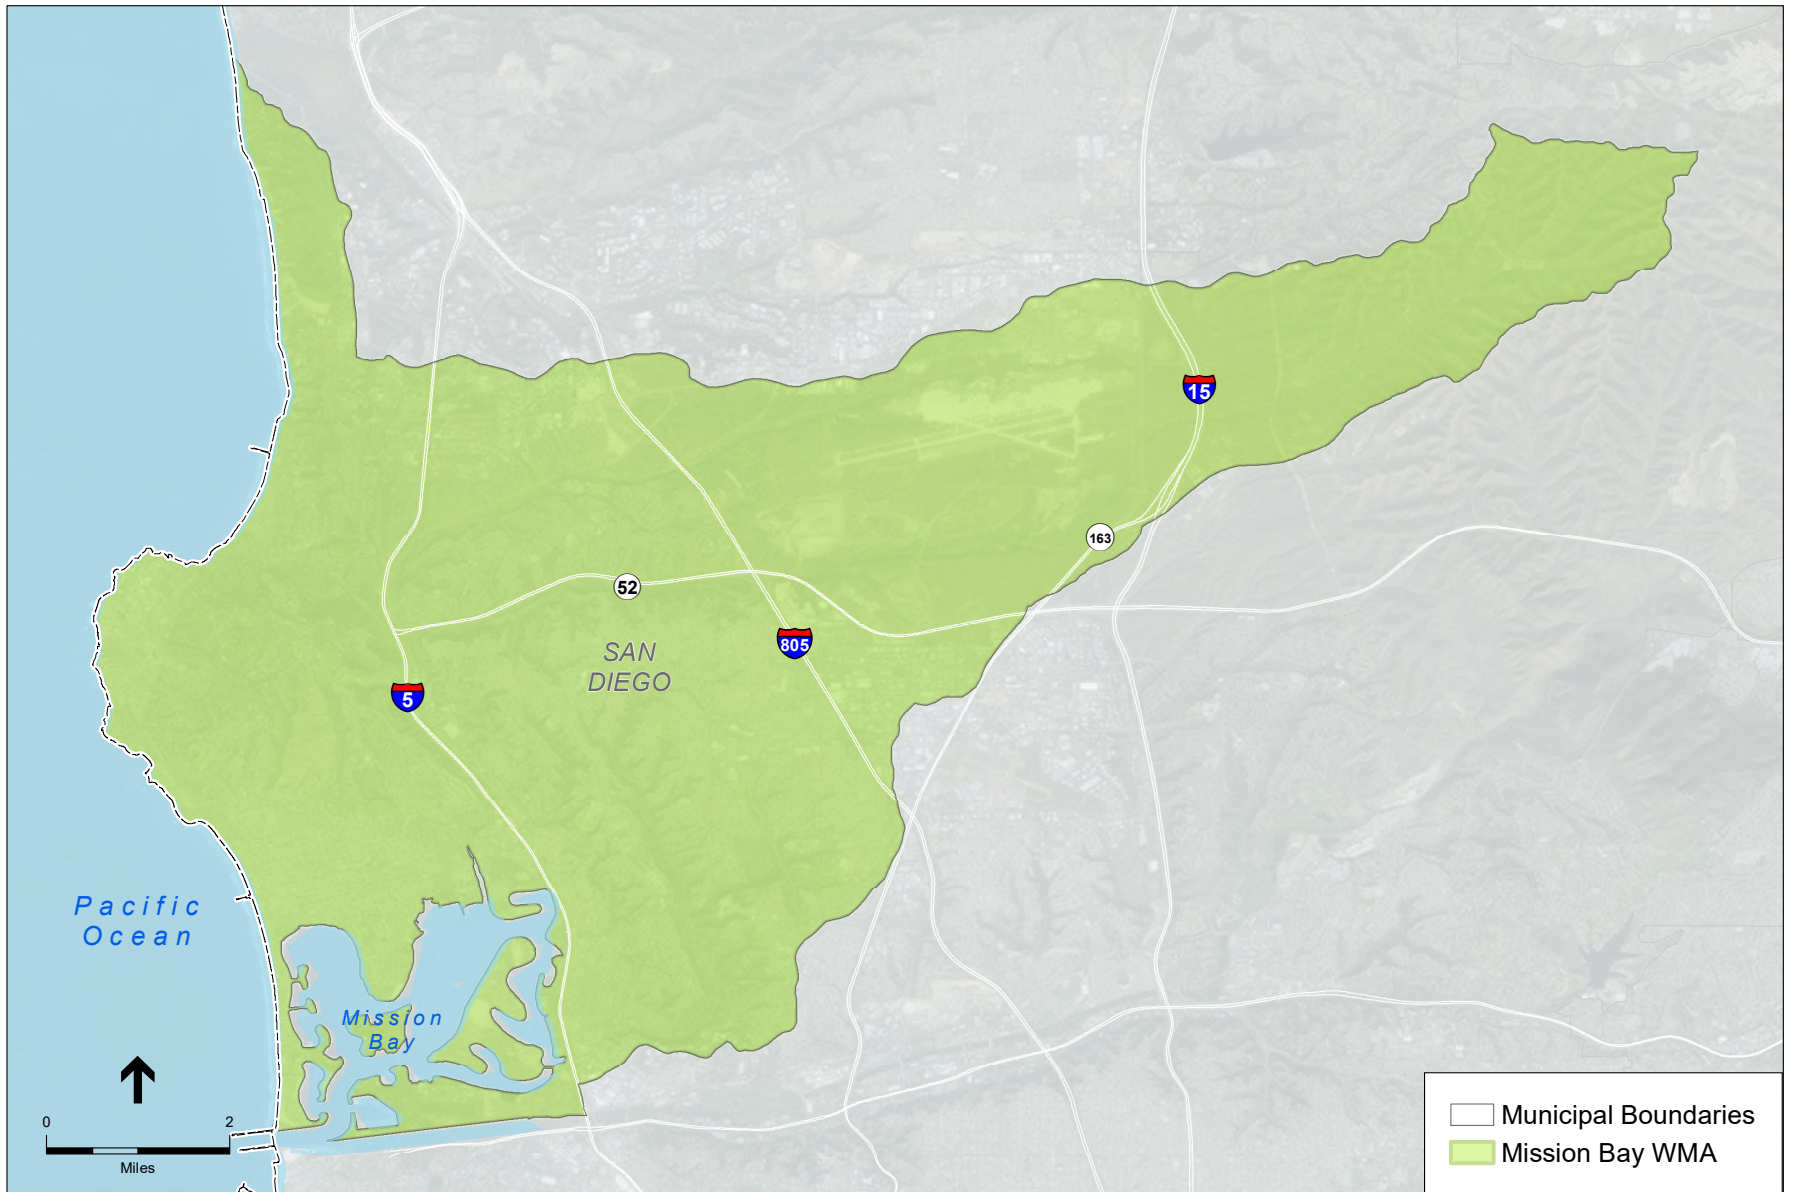 15
163
52
SAN
DIEGO
805
5
Pacific
Ocean
Mission
Bay
0 2
Miles
Municipal Boundaries
Mission Bay WMA